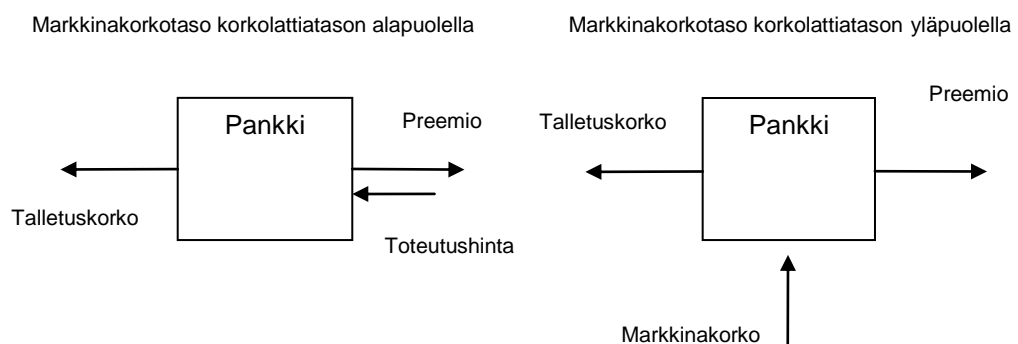 Markkinakorkotaso korkolattiatason alapuolella
Pankki
Preemio
Talletuskorko
Toteutushinta
Markkinakorkotaso korkolattiatason yläpuolella
Preemio
Talletuskorko
Pankki
Markkinakorko